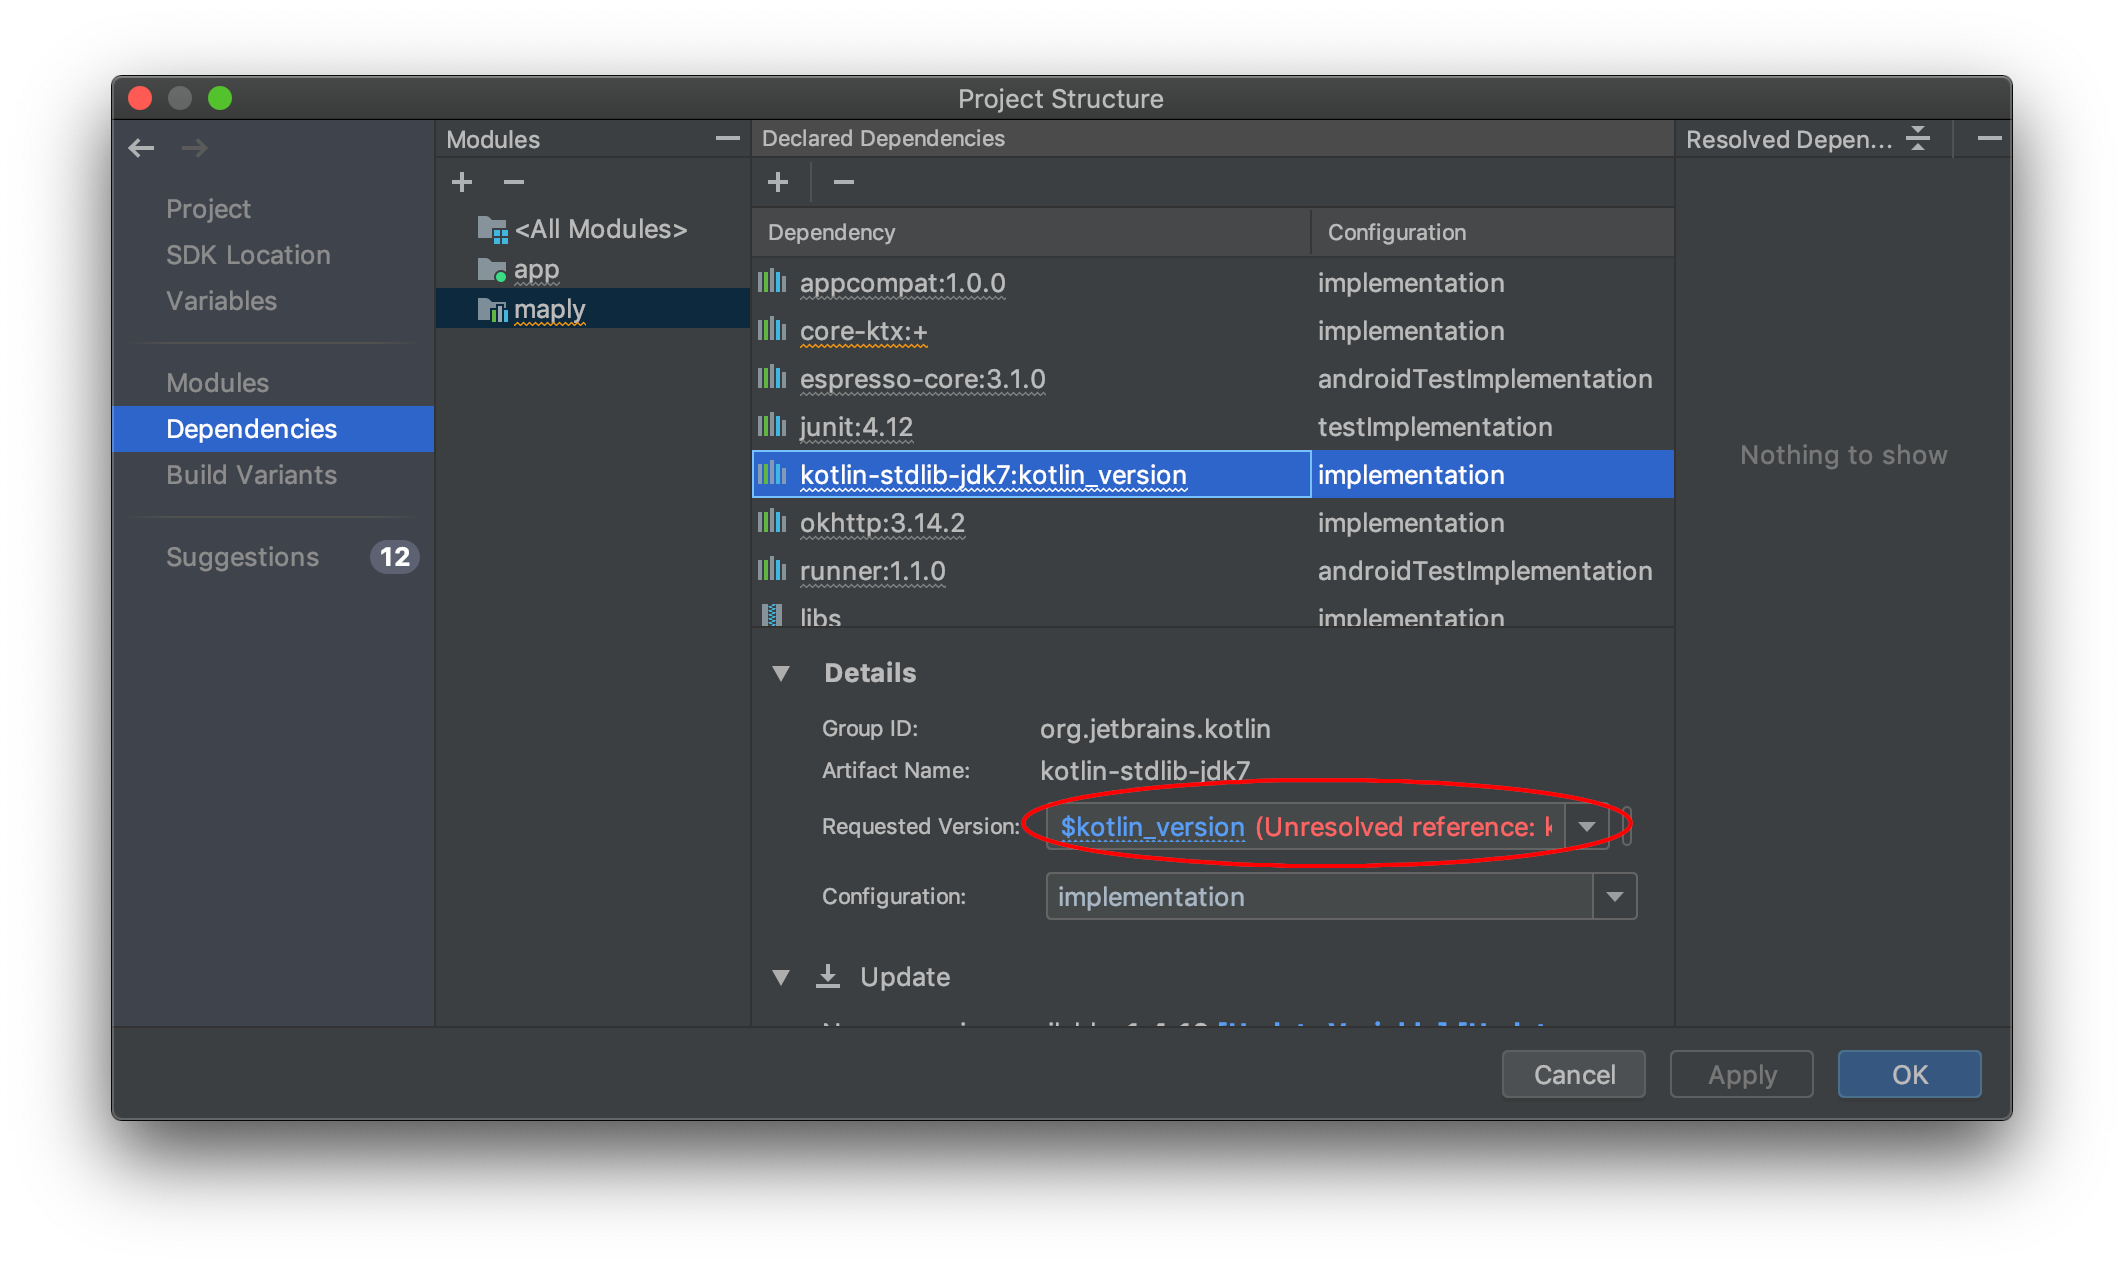 Project Structure
Project
SDK Location
Variables
Modules
Dependencies
Build Variants
Suggestions 12
Modules
<All Modules>
app
maply
Declared Dependencies
Dependency Configuration
appcompat:1.0.0 implementation
core-ktx:+ implementation
espresso-core:3.1.0 androidTestImplementation
junit:4.12 testImplementation
kotlin-stdlib-jdk7:kotlin_version implementation
okhttp:3.14.2 implementation
runner:1.1.0 androidTestImplementation
libs implementation
Details
Group ID: org.jetbrains.kotlin
Artifact Name: kotlin-stdlib-jdk7
Requested Version: $kotlin_version (Unresolved reference:
Configuration: implementation
Update
Resolved Depen...
Nothing to show
Cancel Apply OK